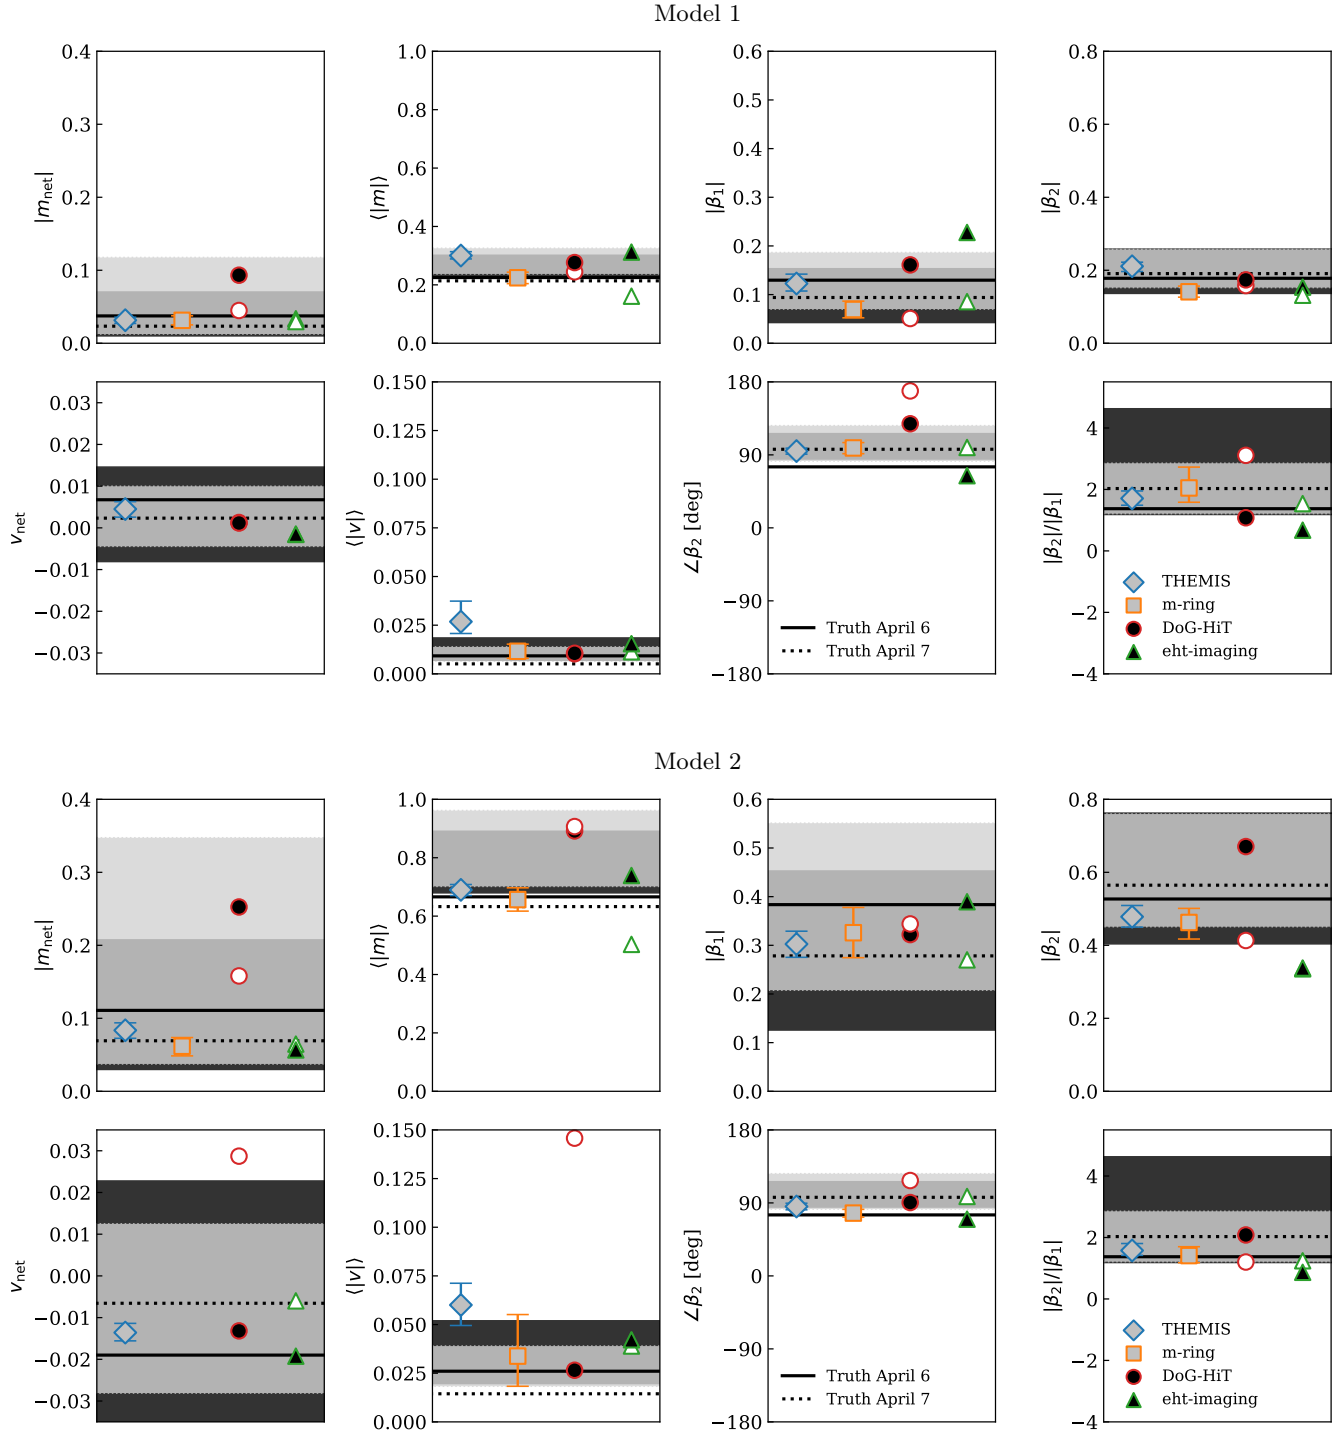 Model 1
0.4 0.3 0.2 0.1 0.0 |m_net|
1.0 0.8 0.6 0.4 0.2 0.0 ⟨|m|⟩
0.6 0.5 0.4 0.3 0.2 0.1 0.0 |β₁|
0.8 0.6 0.4 0.2 0.0 |β₂|
0.03 0.02 0.01 0.00 −0.01 −0.02 −0.03 v_net
0.150 0.125 0.100 0.075 0.050 0.025 0.000 ⟨|v|⟩
180 90 0 −90 −180 ∠β₂ [deg]
Truth April 6
Truth April 7
4 2 0 −2 −4 |β₂|/|β₁|
THEMIS
m-ring
DoG-HiT
eht-imaging
Model 2
0.4 0.3 0.2 0.1 0.0 |m_net|
1.0 0.8 0.6 0.4 0.2 0.0 ⟨|m|⟩
0.6 0.5 0.4 0.3 0.2 0.1 0.0 |β₁|
0.8 0.6 0.4 0.2 0.0 |β₂|
0.03 0.02 0.01 0.00 −0.01 −0.02 −0.03 v_net
0.150 0.125 0.100 0.075 0.050 0.025 0.000 ⟨|v|⟩
180 90 0 −90 −180 ∠β₂ [deg]
Truth April 6
Truth April 7
4 2 0 −2 −4 |β₂|/|β₁|
THEMIS
m-ring
DoG-HiT
eht-imaging